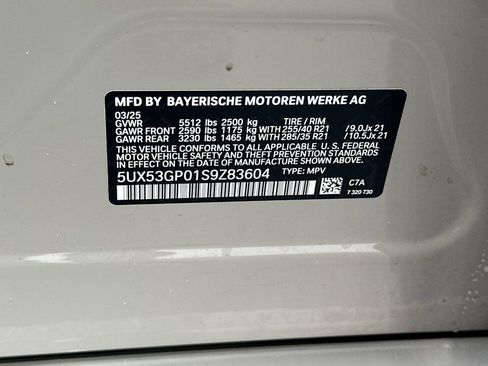 MFD BY BAYERISCHE MOTOREN WERKE AG
03/25
GVWR 5512 lbs 2500 kg TIRE / RIM
GAWR FRONT 2590 lbs 1175 kg WITH 255/40 R21 / 9.0Jx 21
GAWR REAR 3230 lbs 1465 kg WITH 285/35 R21 / 10.5Jx 21
THIS VEHICLE CONFORMS TO ALL APPLICABLE U. S. FEDERAL
MOTOR VEHICLE SAFETY STANDARDS IN EFFECT ON THE
DATE OF MANUFACTURE SHOWN ABOVE.
5UX53GP01S9Z83604 TYPE: MPV
C7A
7 320 730